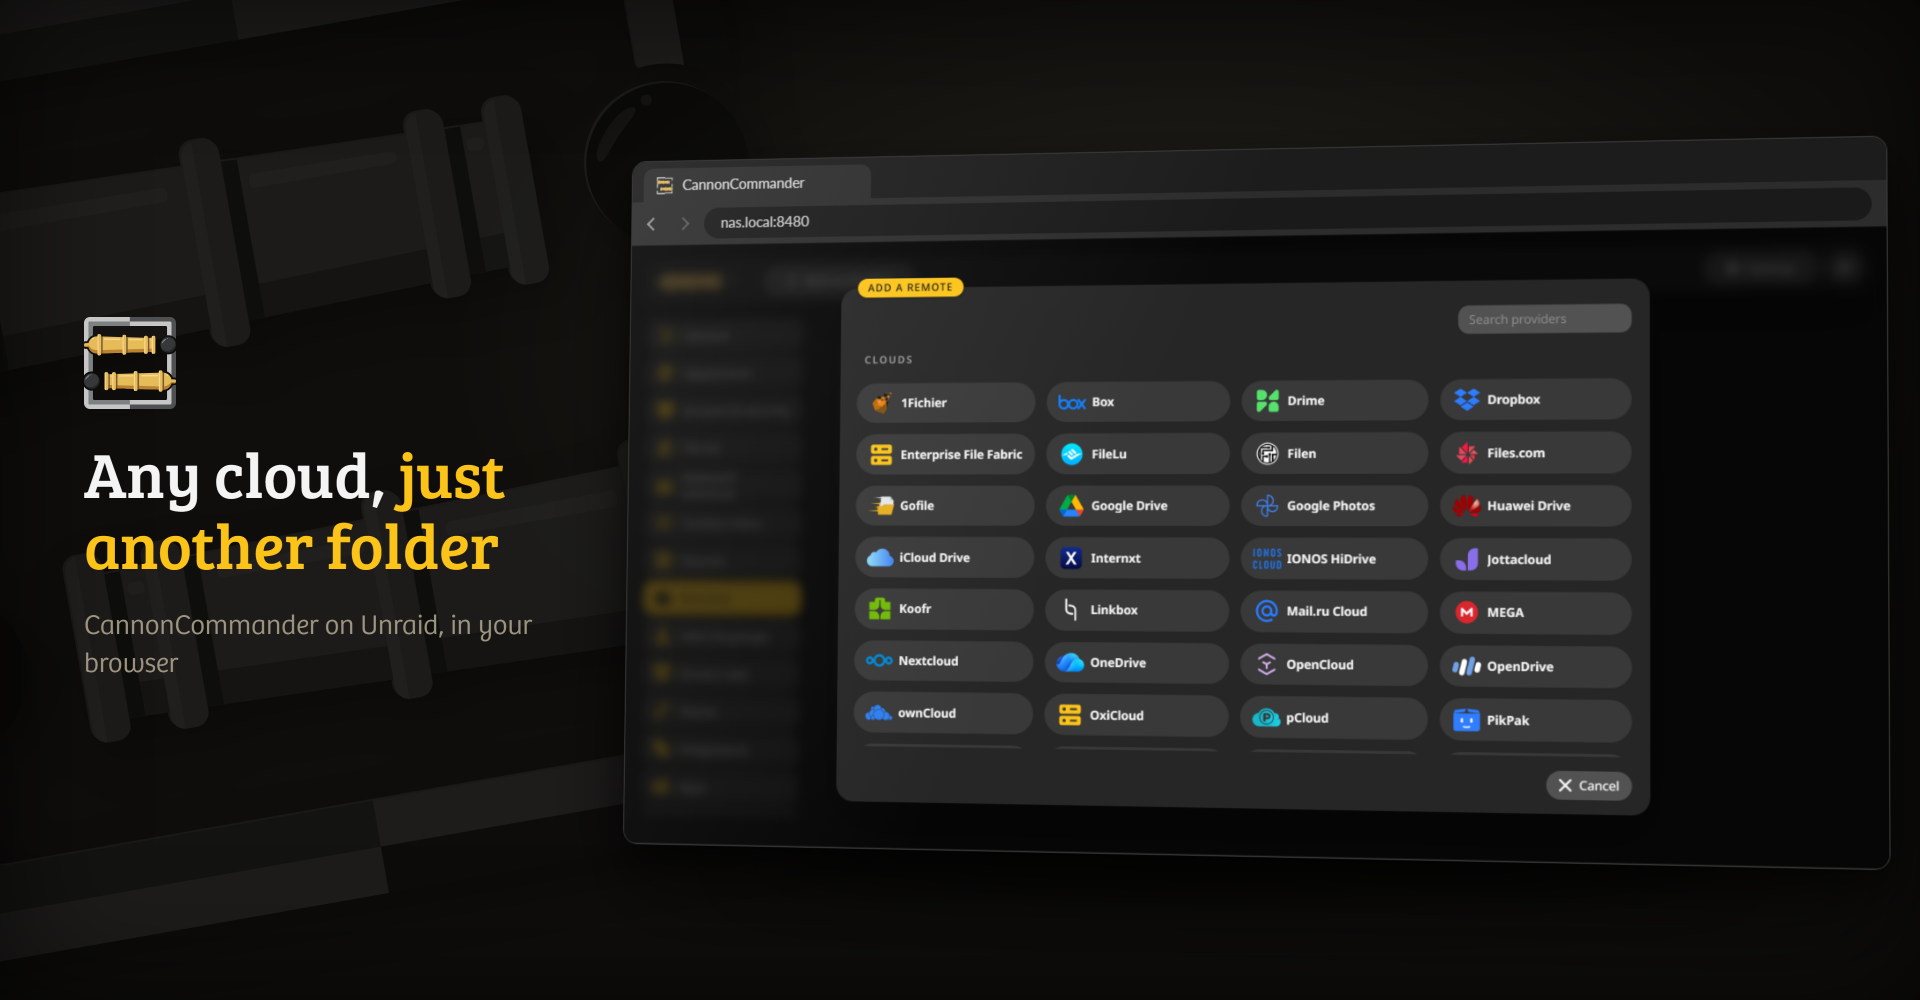 CannonCommander
nas.local:8480
ADD A REMOTE
Search providers
CLOUDS
1Fichier
Box
Drime
Dropbox
Enterprise File Fabric
FileLu
Filen
Files.com
Gofile
Google Drive
Google Photos
Huawei Drive
iCloud Drive
Internxt
IONOS CLOUD
IONOS HiDrive
Jottacloud
Koofr
Linkbox
Mail.ru Cloud
MEGA
Nextcloud
OneDrive
OpenCloud
OpenDrive
ownCloud
OxiCloud
pCloud
PikPak
Cancel
Any cloud, just
another folder
CannonCommander on Unraid, in your
browser